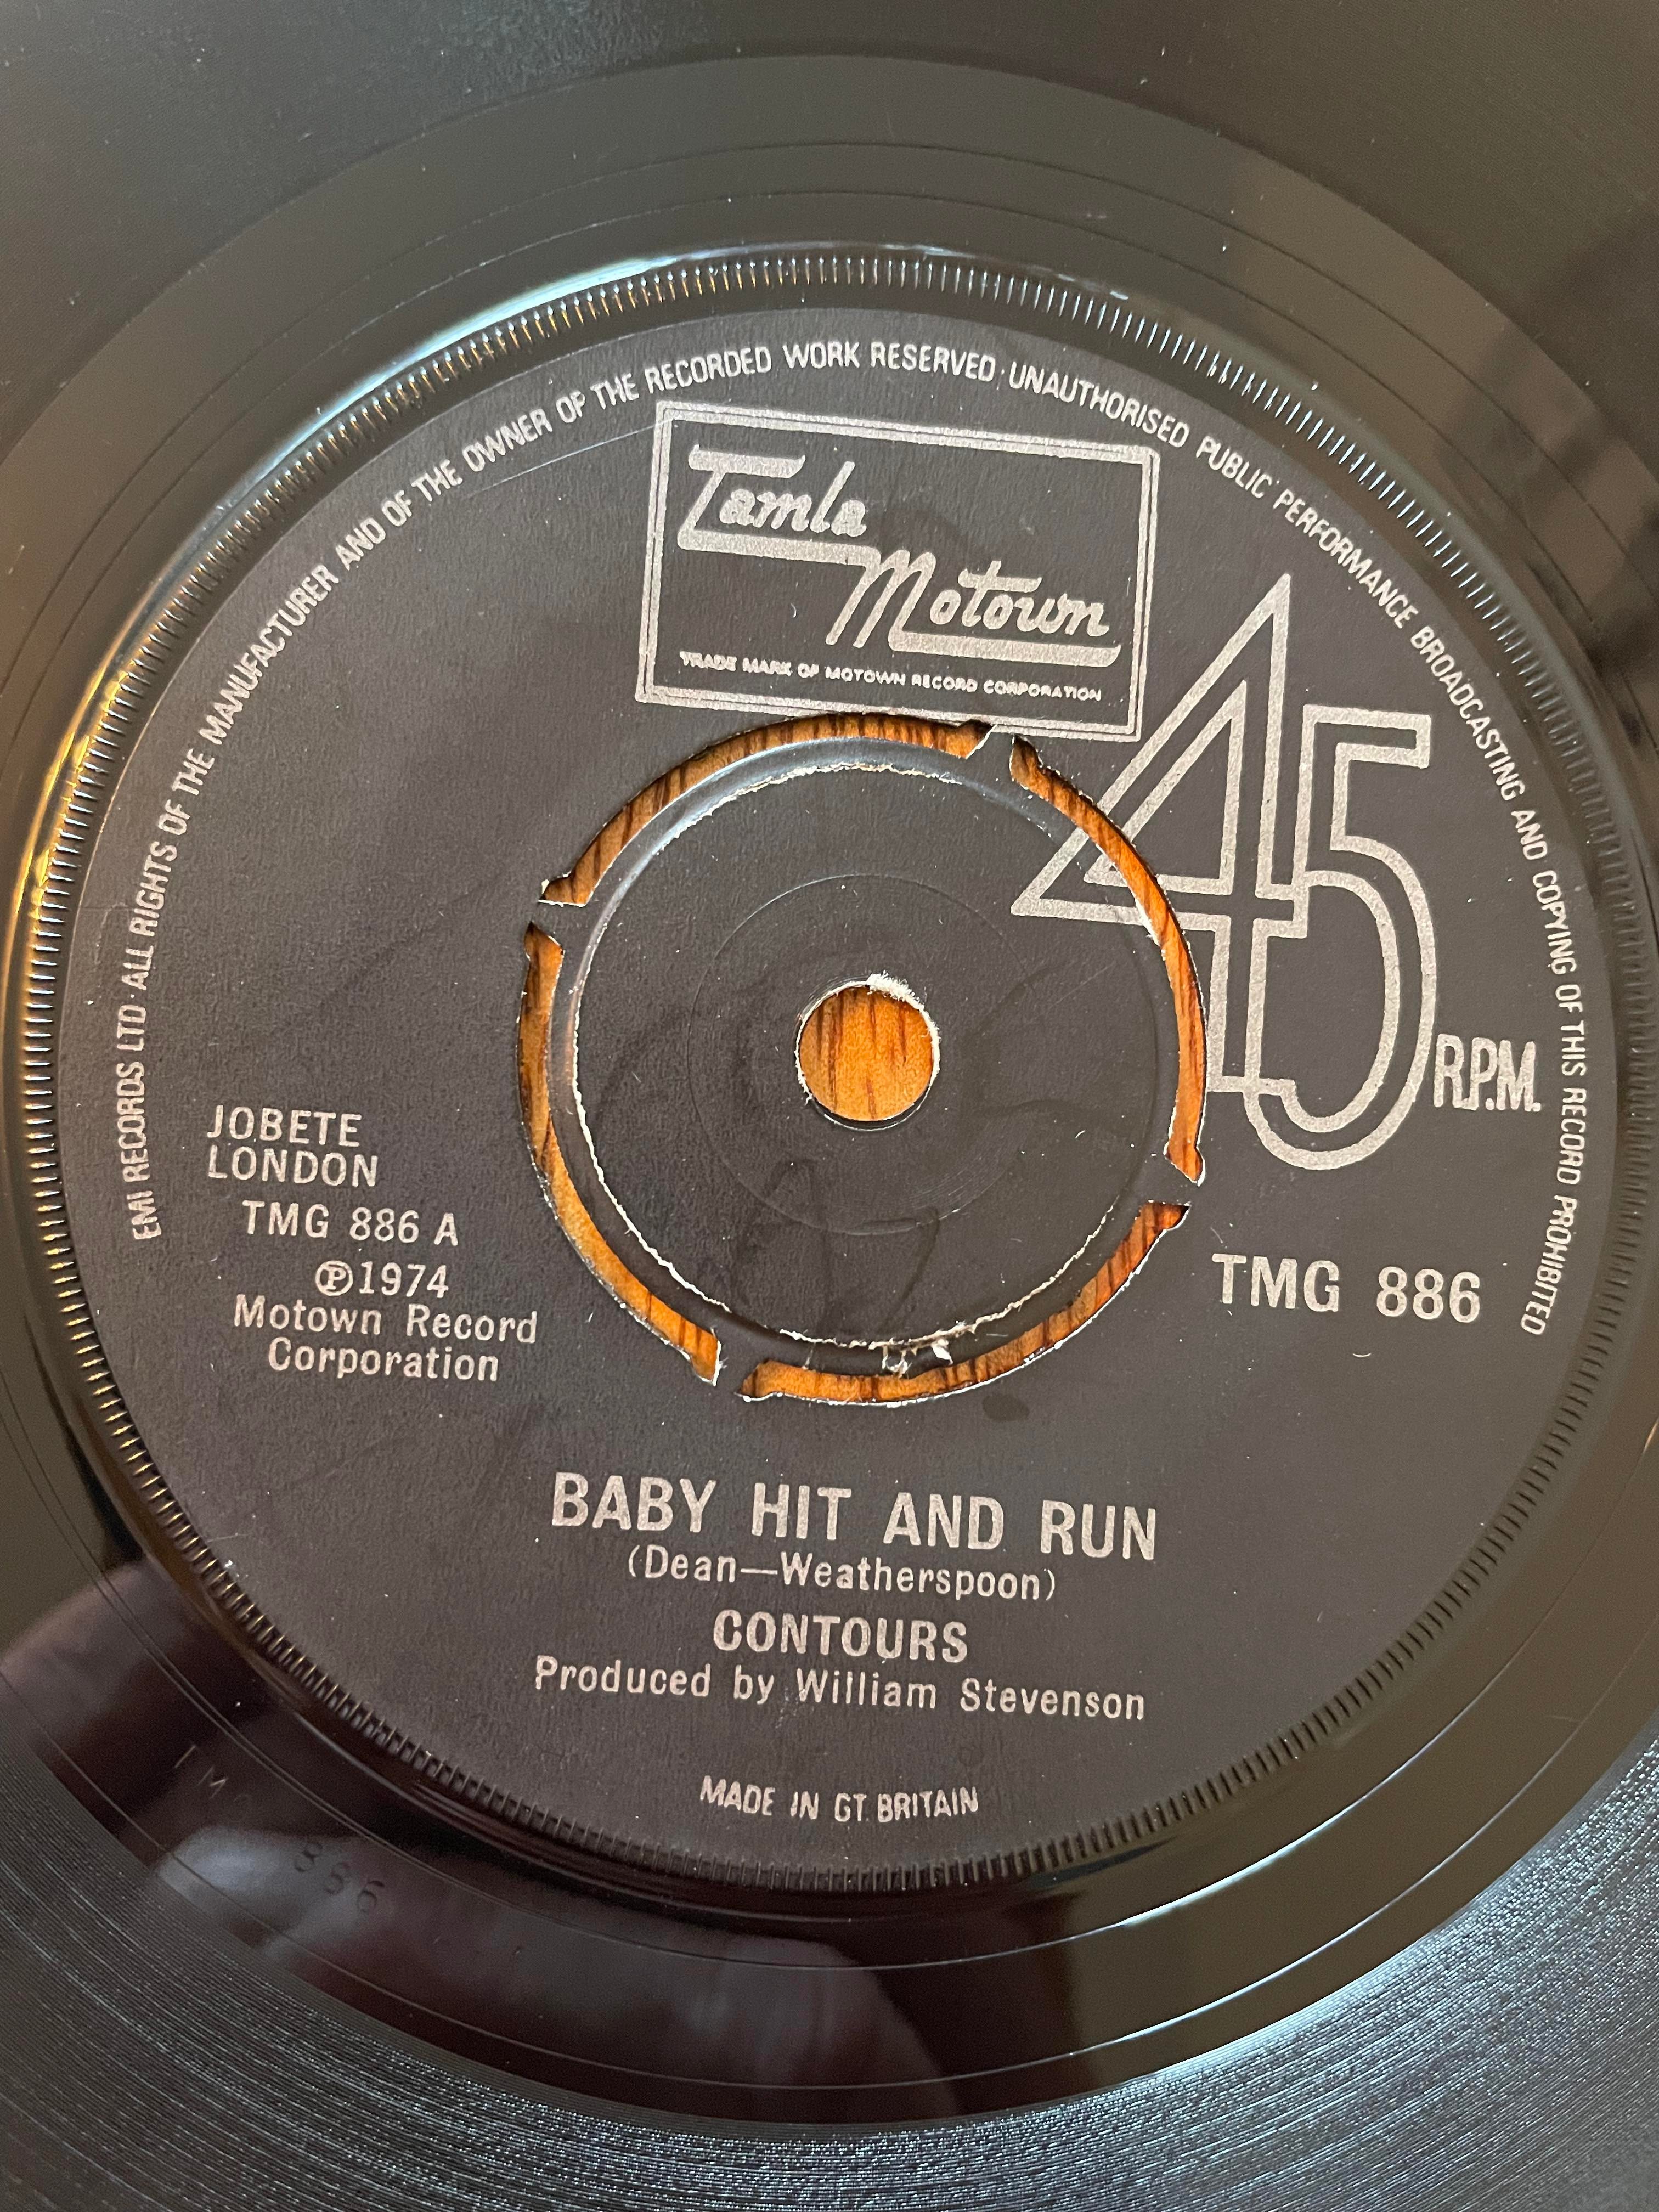 EMI RECORDS LTD · ALL RIGHTS OF THE MANUFACTURER AND OF THE OWNER OF THE RECORDED WORK RESERVED · UNAUTHORISED PUBLIC PERFORMANCE BROADCASTING AND COPYING OF THIS RECORD PROHIBITED
Tamla
Motown
TRADE MARK OF MOTOWN RECORD CORPORATION
45
R.P.M.
JOBETE
LONDON
TMG 886 A
℗1974
Motown Record
Corporation
TMG 886
BABY HIT AND RUN
(Dean—Weatherspoon)
CONTOURS
Produced by William Stevenson
MADE IN GT. BRITAIN
TMG 886